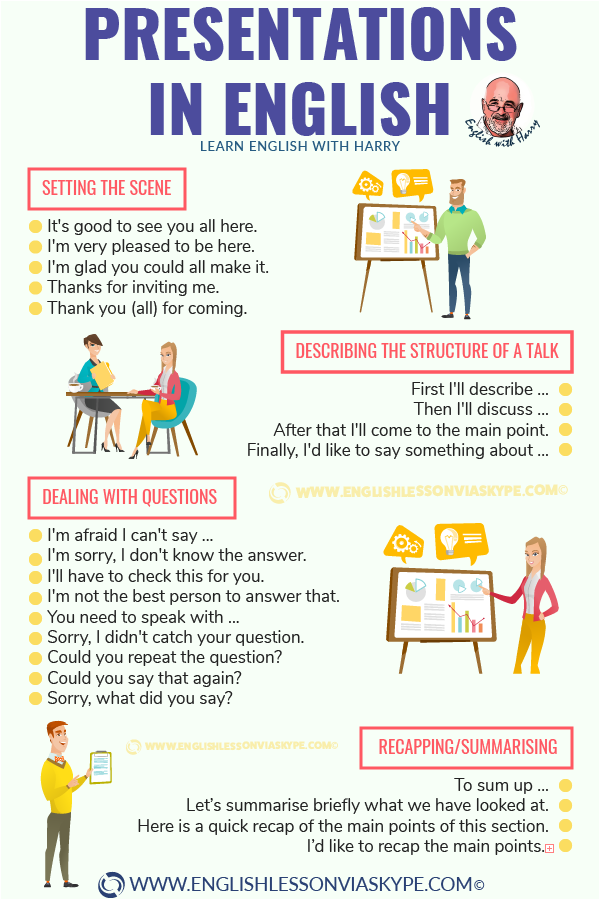 PRESENTATIONS
IN ENGLISH
English with Harry
LEARN ENGLISH WITH HARRY
SETTING THE SCENE
It's good to see you all here.
I'm very pleased to be here.
I'm glad you could all make it.
Thanks for inviting me.
Thank you (all) for coming.
DESCRIBING THE STRUCTURE OF A TALK
First I'll describe ...
Then I'll discuss ...
After that I'll come to the main point.
Finally, I'd like to say something about ...
WWW.ENGLISHLESSONVIASKYPE.COM©
DEALING WITH QUESTIONS
I'm afraid I can't say ...
I'm sorry, I don't know the answer.
I'll have to check this for you.
I'm not the best person to answer that.
You need to speak with ...
Sorry, I didn't catch your question.
Could you repeat the question?
Could you say that again?
Sorry, what did you say?
WWW.ENGLISHLESSONVIASKYPE.COM©
RECAPPING/SUMMARISING
To sum up ...
Let's summarise briefly what we have looked at.
Here is a quick recap of the main points of this section.
I'd like to recap the main points.
WWW.ENGLISHLESSONVIASKYPE.COM©